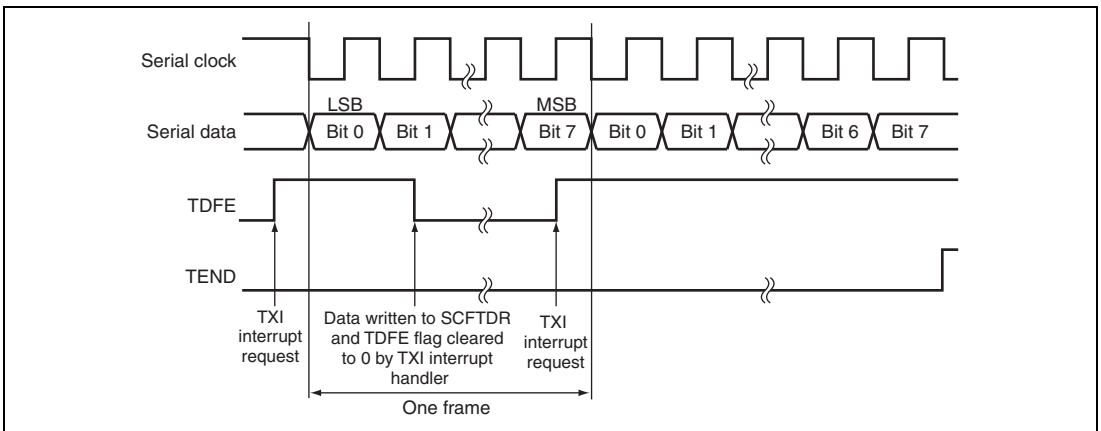 Serial clock
LSB
MSB
Serial data
Bit 0
Bit 1
Bit 7
Bit 0
Bit 1
Bit 6
Bit 7
TDFE
TEND
TXI
interrupt
request
Data written to SCFTDR
and TDFE flag cleared
to 0 by TXI interrupt
handler
TXI
interrupt
request
One frame